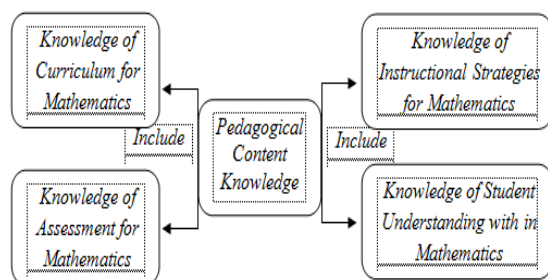 Knowledge of
Curriculum for
Mathematics
Knowledge of
Instructional Strategies
for Mathematics
Include
Pedagogical
Content
Knowledge
Include
Knowledge of
Assessment for
Mathematics
Knowledge of Student
Understanding with in
Mathematics